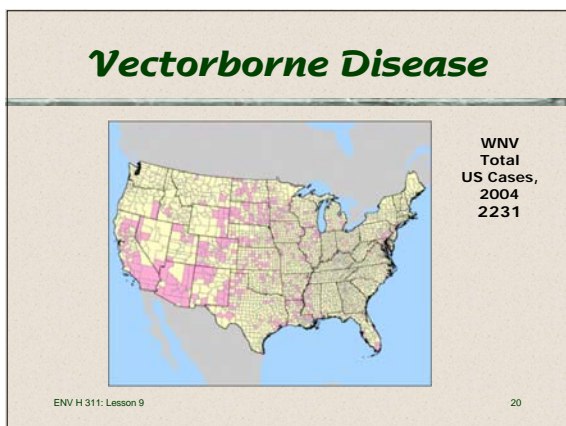 Vectorborne Disease
WNV
Total
US Cases,
2004
2231
ENV H 311: Lesson 9
20